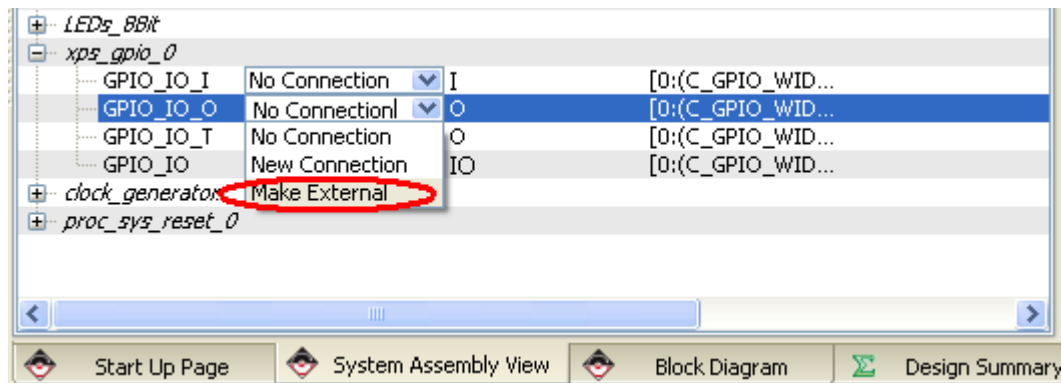 LEDs_8Bit
xps_gpio_0
GPIO_IO_I No Connection I [0:(C_GPIO_WID...
GPIO_IO_O No Connection O [0:(C_GPIO_WID...
GPIO_IO_T No Connection O [0:(C_GPIO_WID...
GPIO_IO New Connection IO [0:(C_GPIO_WID...
clock_generator Make External
proc_sys_reset_0
Start Up Page System Assembly View Block Diagram Σ Design Summary